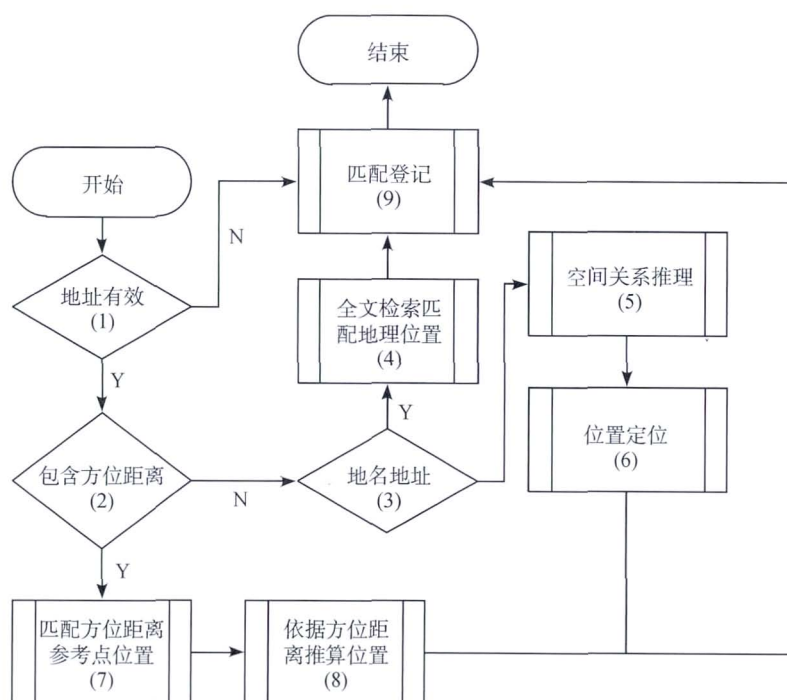 结束
开始
匹配登记
(9)
N
地址有效
(1)
全文检索匹
配地理位置
(4)
空间关系推理
(5)
Y
Y
包含方位距离
(2)
N
地名地址
(3)
位置定位
(6)
Y
匹配方位距离
参考点位置
(7)
依据方位距
离推算位置
(8)